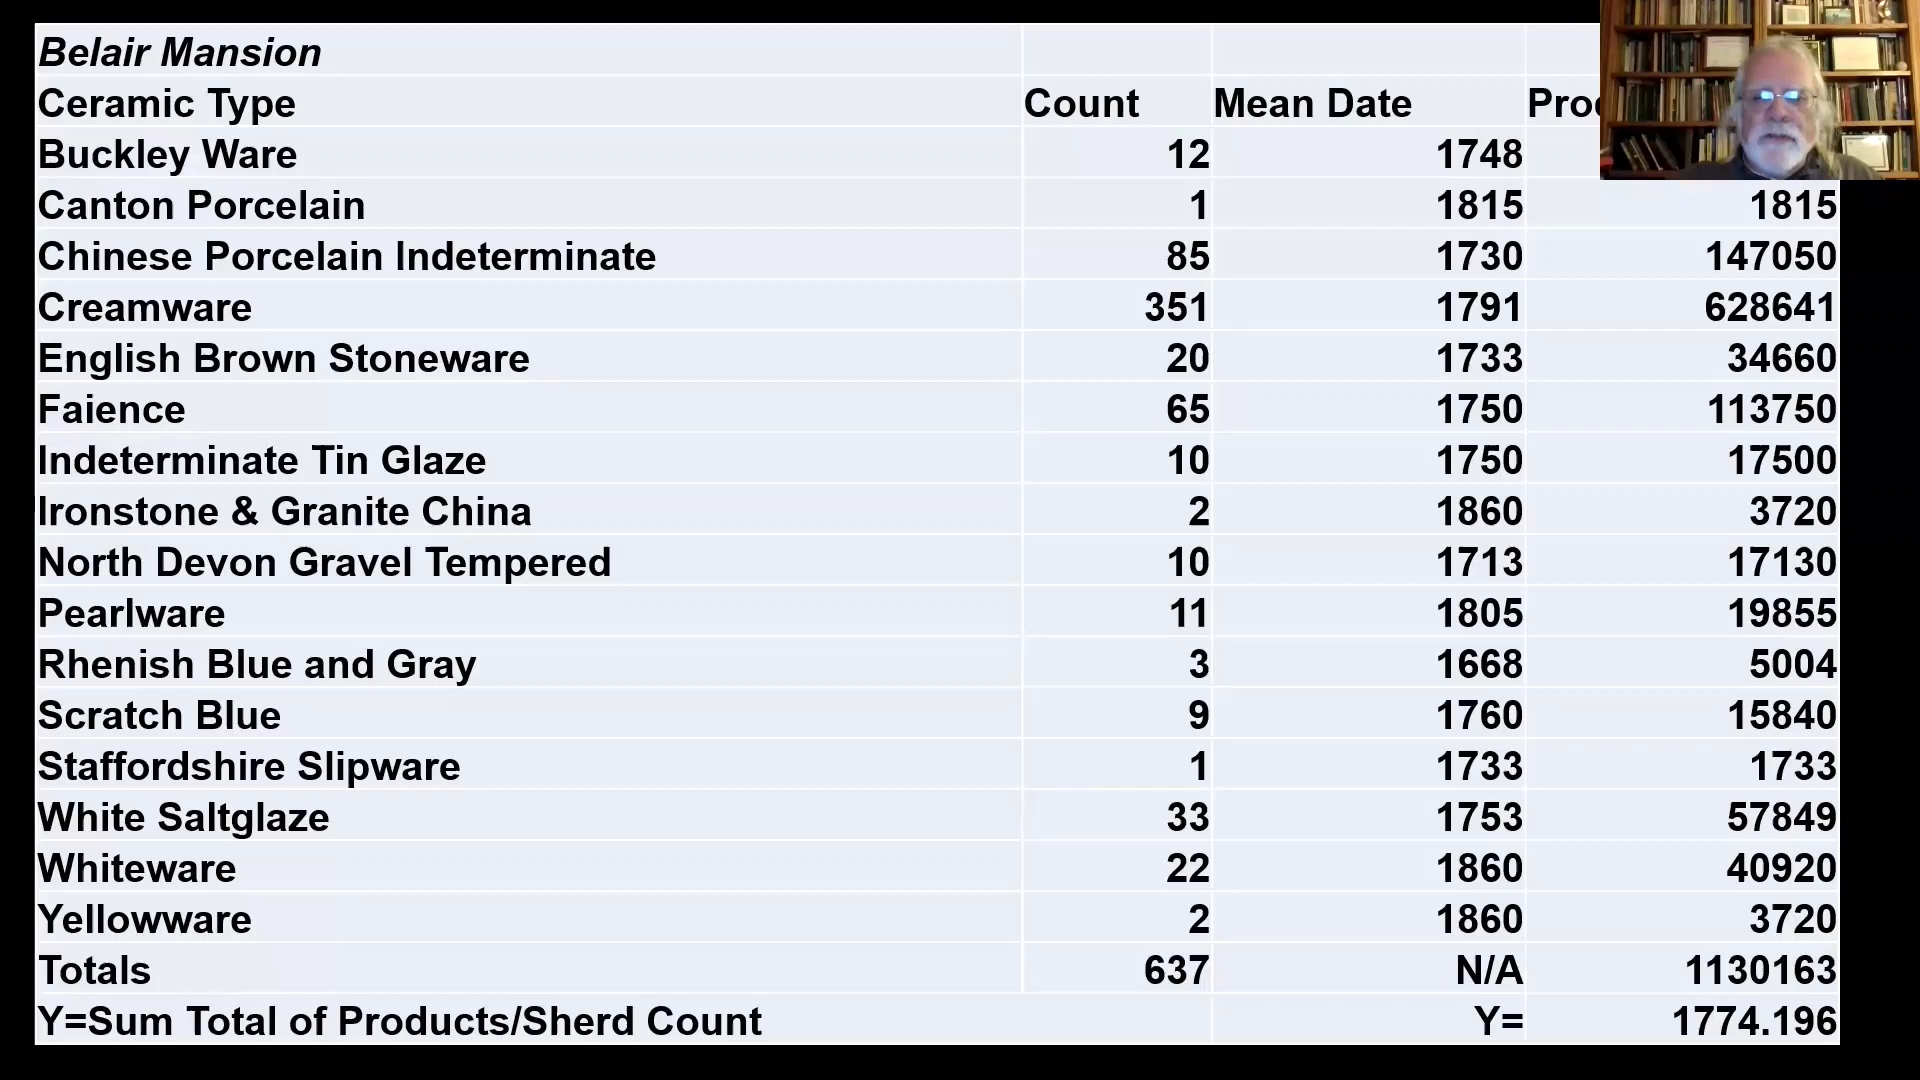 Belair Mansion
Ceramic Type Count Mean Date
Buckley Ware 12 1748
Canton Porcelain 1 1815 1815
Chinese Porcelain Indeterminate 85 1730 147050
Creamware 351 1791 628641
English Brown Stoneware 20 1733 34660
Faience 65 1750 113750
Indeterminate Tin Glaze 10 1750 17500
Ironstone & Granite China 2 1860 3720
North Devon Gravel Tempered 10 1713 17130
Pearlware 11 1805 19855
Rhenish Blue and Gray 3 1668 5004
Scratch Blue 9 1760 15840
Staffordshire Slipware 1 1733 1733
White Saltglaze 33 1753 57849
Whiteware 22 1860 40920
Yellowware 2 1860 3720
Totals 637 N/A 1130163
Y=Sum Total of Products/Sherd Count Y= 1774.196